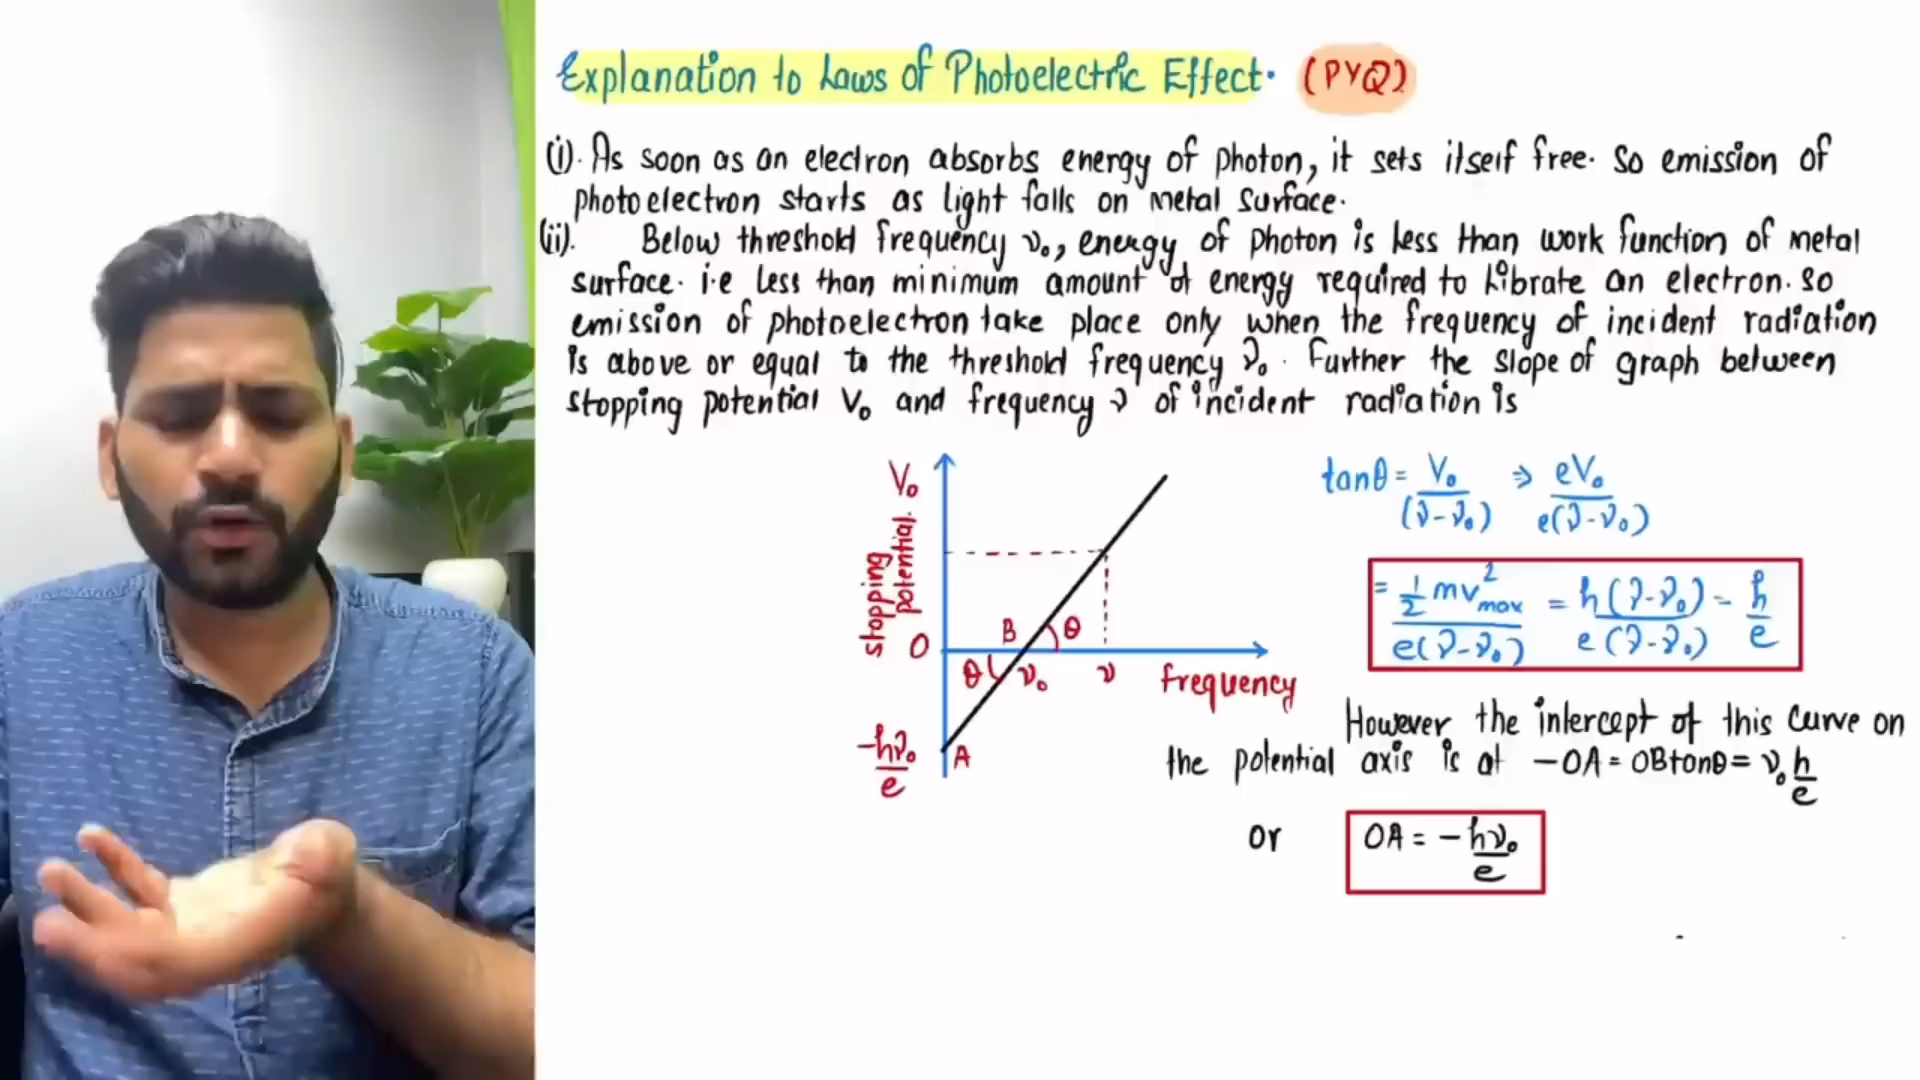 Explanation to Laws of Photoelectric Effect. (PYQ)
(i). As soon as an electron absorbs energy of photon, it sets itself free. So emission of
photoelectron starts as light falls on metal surface.
(ii). Below threshold frequency ν₀, energy of photon is less than work function of metal
surface. i.e less than minimum amount of energy required to librate an electron. so
emission of photoelectron take place only when the frequency of incident radiation
is above or equal to the threshold frequency ν₀. Further the slope of graph between
stopping potential V₀ and frequency ν of incident radiation is
V₀
stopping potential.
O
B
θ
θ
ν₀
ν
frequency
-hν₀/e
A
tanθ = V₀/(ν-ν₀) ⇒ eV₀/e(ν-ν₀)
= ½ mv²max/e(ν-ν₀) = h(ν-ν₀)/e(ν-ν₀) - h/e
However the intercept of this curve on
the potential axis is at -OA = OBtanθ = ν₀ h/e
or OA = -hν₀/e